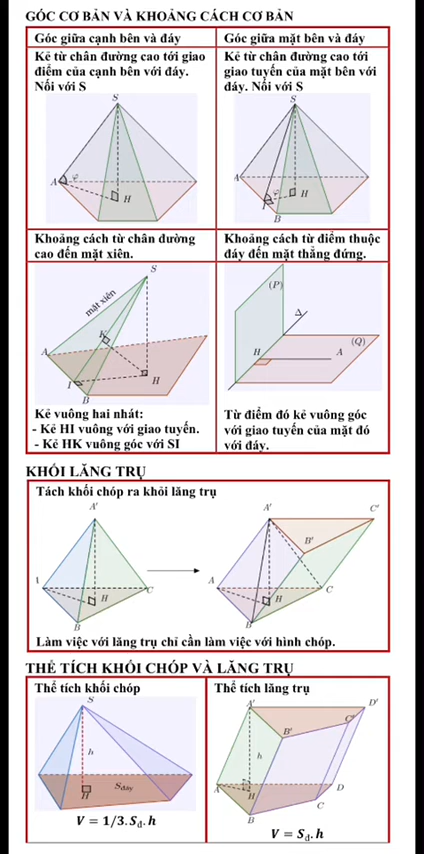 GÓC CƠ BẢN VÀ KHOẢNG CÁCH CƠ BẢN
Góc giữa cạnh bên và đáy
Kẻ từ chân đường cao tới giao
điểm của cạnh bên với đáy.
Nối với S
S
A
φ
H
Góc giữa mặt bên và đáy
Kẻ từ chân đường cao tới
giao tuyến của mặt bên với
đáy. Nối với S
S
A
φ
H
I
B
Khoảng cách từ chân đường
cao đến mặt xiên.
S
mặt xiên
K
A
I
H
B
Kẻ vuông hai nhát:
- Kẻ HI vuông với giao tuyến.
- Kẻ HK vuông góc với SI
Khoảng cách từ điểm thuộc
đáy đến mặt thẳng đứng.
(P)
Δ
(Q)
H
A
Từ điểm đó kẻ vuông góc
với giao tuyến của mặt đó
với đáy.
KHỐI LĂNG TRỤ
Tách khối chóp ra khỏi lăng trụ
A'
H
C
B
A'
C'
B'
A
H
C
B
Làm việc với lăng trụ chỉ cần làm việc với hình chóp.
THỂ TÍCH KHỐI CHÓP VÀ LĂNG TRỤ
Thể tích khối chóp
S
h
H
Sđáy
V = 1/3.Sđ.h
Thể tích lăng trụ
A'
D'
C'
B'
h
A
H
D
C
B
V = Sđ.h